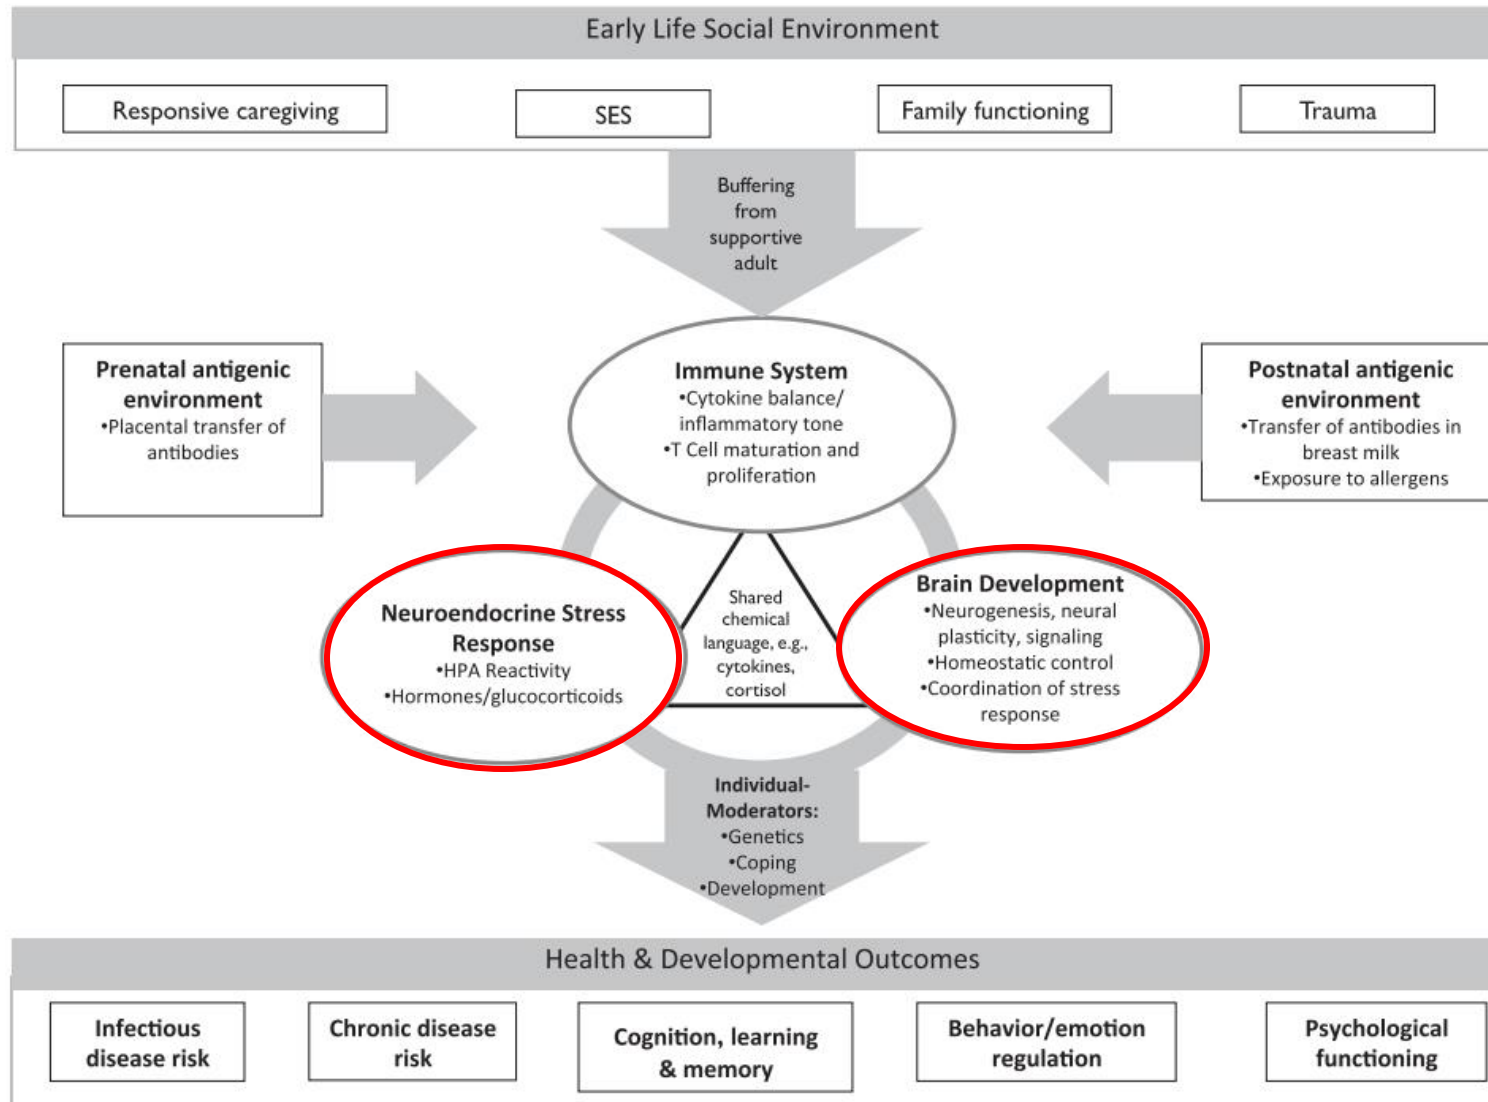 Early Life Social Environment
Responsive caregiving
SES
Family functioning
Trauma
Buffering
from
supportive
adult
Prenatal antigenic
environment
•Placental transfer of
antibodies
Immune System
•Cytokine balance/
inflammatory tone
•T Cell maturation and
proliferation
Postnatal antigenic
environment
•Transfer of antibodies in
breast milk
•Exposure to allergens
Neuroendocrine Stress
Response
•HPA Reactivity
•Hormones/glucocorticoids
Shared
chemical
language, e.g.,
cytokines,
cortisol
Brain Development
•Neurogenesis, neural
plasticity, signaling
•Homeostatic control
•Coordination of stress
response
Individual-
Moderators:
•Genetics
•Coping
•Development
Health & Developmental Outcomes
Infectious
disease risk
Chronic disease
risk
Cognition, learning
& memory
Behavior/emotion
regulation
Psychological
functioning